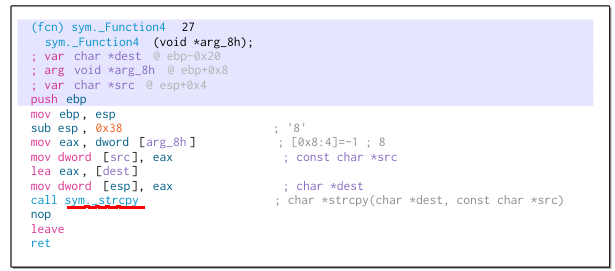 (fcn) sym._Function4 27
sym._Function4 (void *arg_8h);
; var char *dest @ ebp-0x20
; arg void *arg_8h @ ebp+0x8
; var char *src @ esp+0x4
push ebp
mov ebp, esp
sub esp, 0x38 ; '8'
mov eax, dword [arg_8h] ; [0x8:4]=-1 ; 8
mov dword [src], eax ; const char *src
lea eax, [dest]
mov dword [esp], eax ; char *dest
call sym._strcpy ; char *strcpy(char *dest, const char *src)
nop
leave
ret